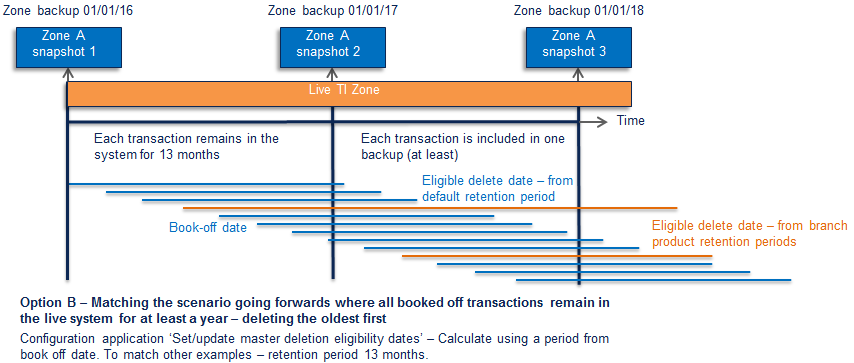 Zone backup 01/01/16
Zone backup 01/01/17
Zone backup 01/01/18
Zone A
snapshot 1
Zone A
snapshot 2
Zone A
snapshot 3
Live TI Zone
Time
Each transaction remains in the
system for 13 months
Each transaction is included in one
backup (at least)
Eligible delete date – from
default retention period
Book-off date
Eligible delete date – from branch
product retention periods
Option B – Matching the scenario going forwards where all booked off transactions remain in
the live system for at least a year – deleting the oldest first
Configuration application ‘Set/update master deletion eligibility dates’ – Calculate using a period from
book off date. To match other examples – retention period 13 months.